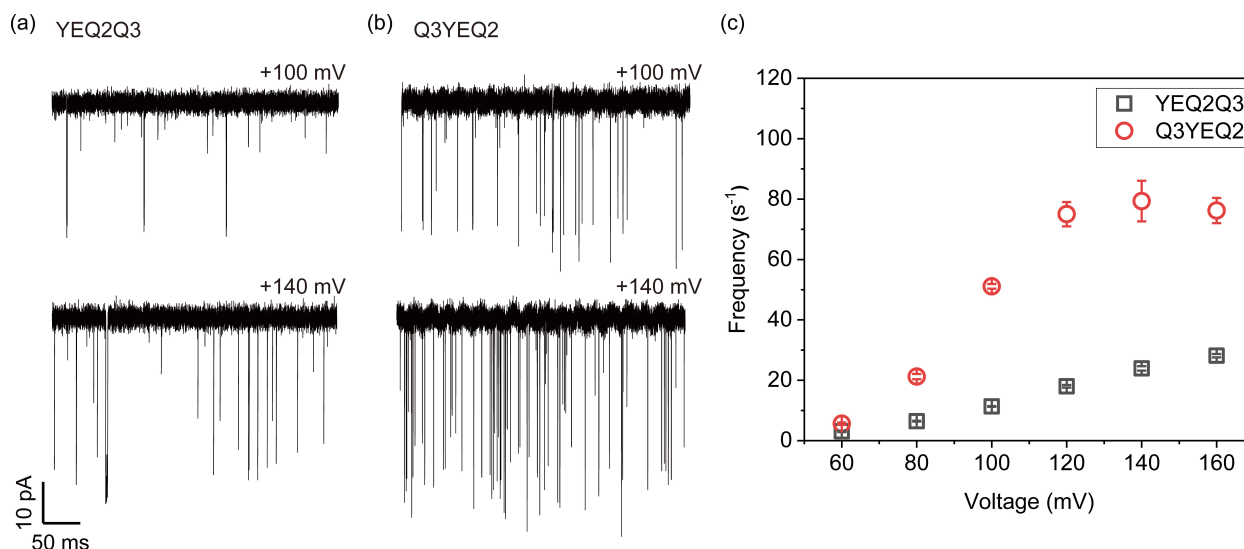 (a) YEQ2Q3
+100 mV
+140 mV
10 pA
50 ms
(b) Q3YEQ2
+100 mV
+140 mV
(c)
YEQ2Q3
Q3YEQ2
120
100
80
60
40
20
0
Frequency (s⁻¹)
60 80 100 120 140 160
Voltage (mV)